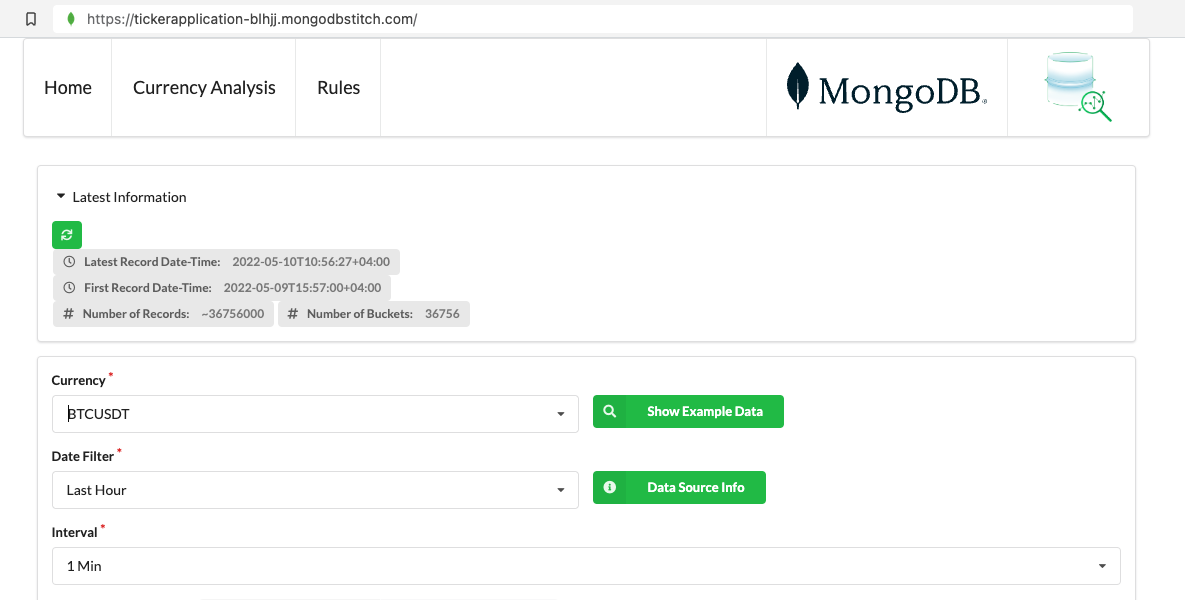 https://tickerapplication-blhjj.mongodbstitch.com/
Home Currency Analysis Rules MongoDB®
Latest Information
Latest Record Date-Time: 2022-05-10T10:56:27+04:00
First Record Date-Time: 2022-05-09T15:57:00+04:00
# Number of Records: ~36756000 # Number of Buckets: 36756
Currency *
BTCUSDT Show Example Data
Date Filter *
Last Hour Data Source Info
Interval *
1 Min